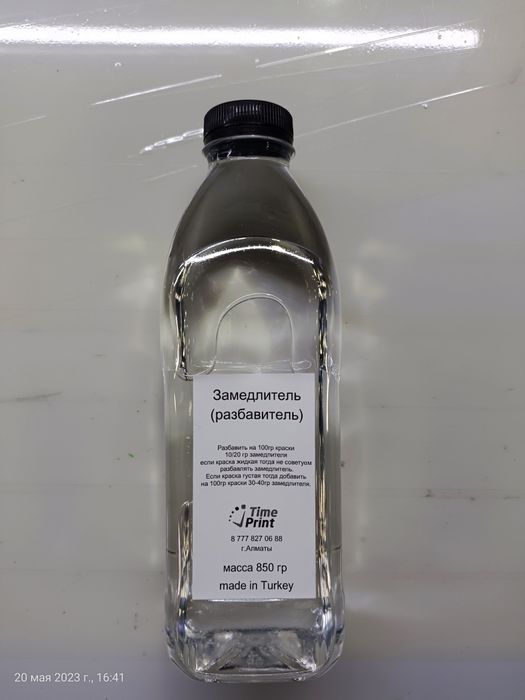 Замедлитель
(разбавитель)
Разбавить на 100гр краски
10/20 гр замедлителя
если краска жидкая тогда не советуем
разбавлять замедлитель.
Если краска густая тогда добавить
на 100гр краски 30-40гр замедлителя.
Time
Print
8 777 827 06 88
г.Алматы
масса 850 гр
made in Turkey
20 мая 2023 г., 16:41